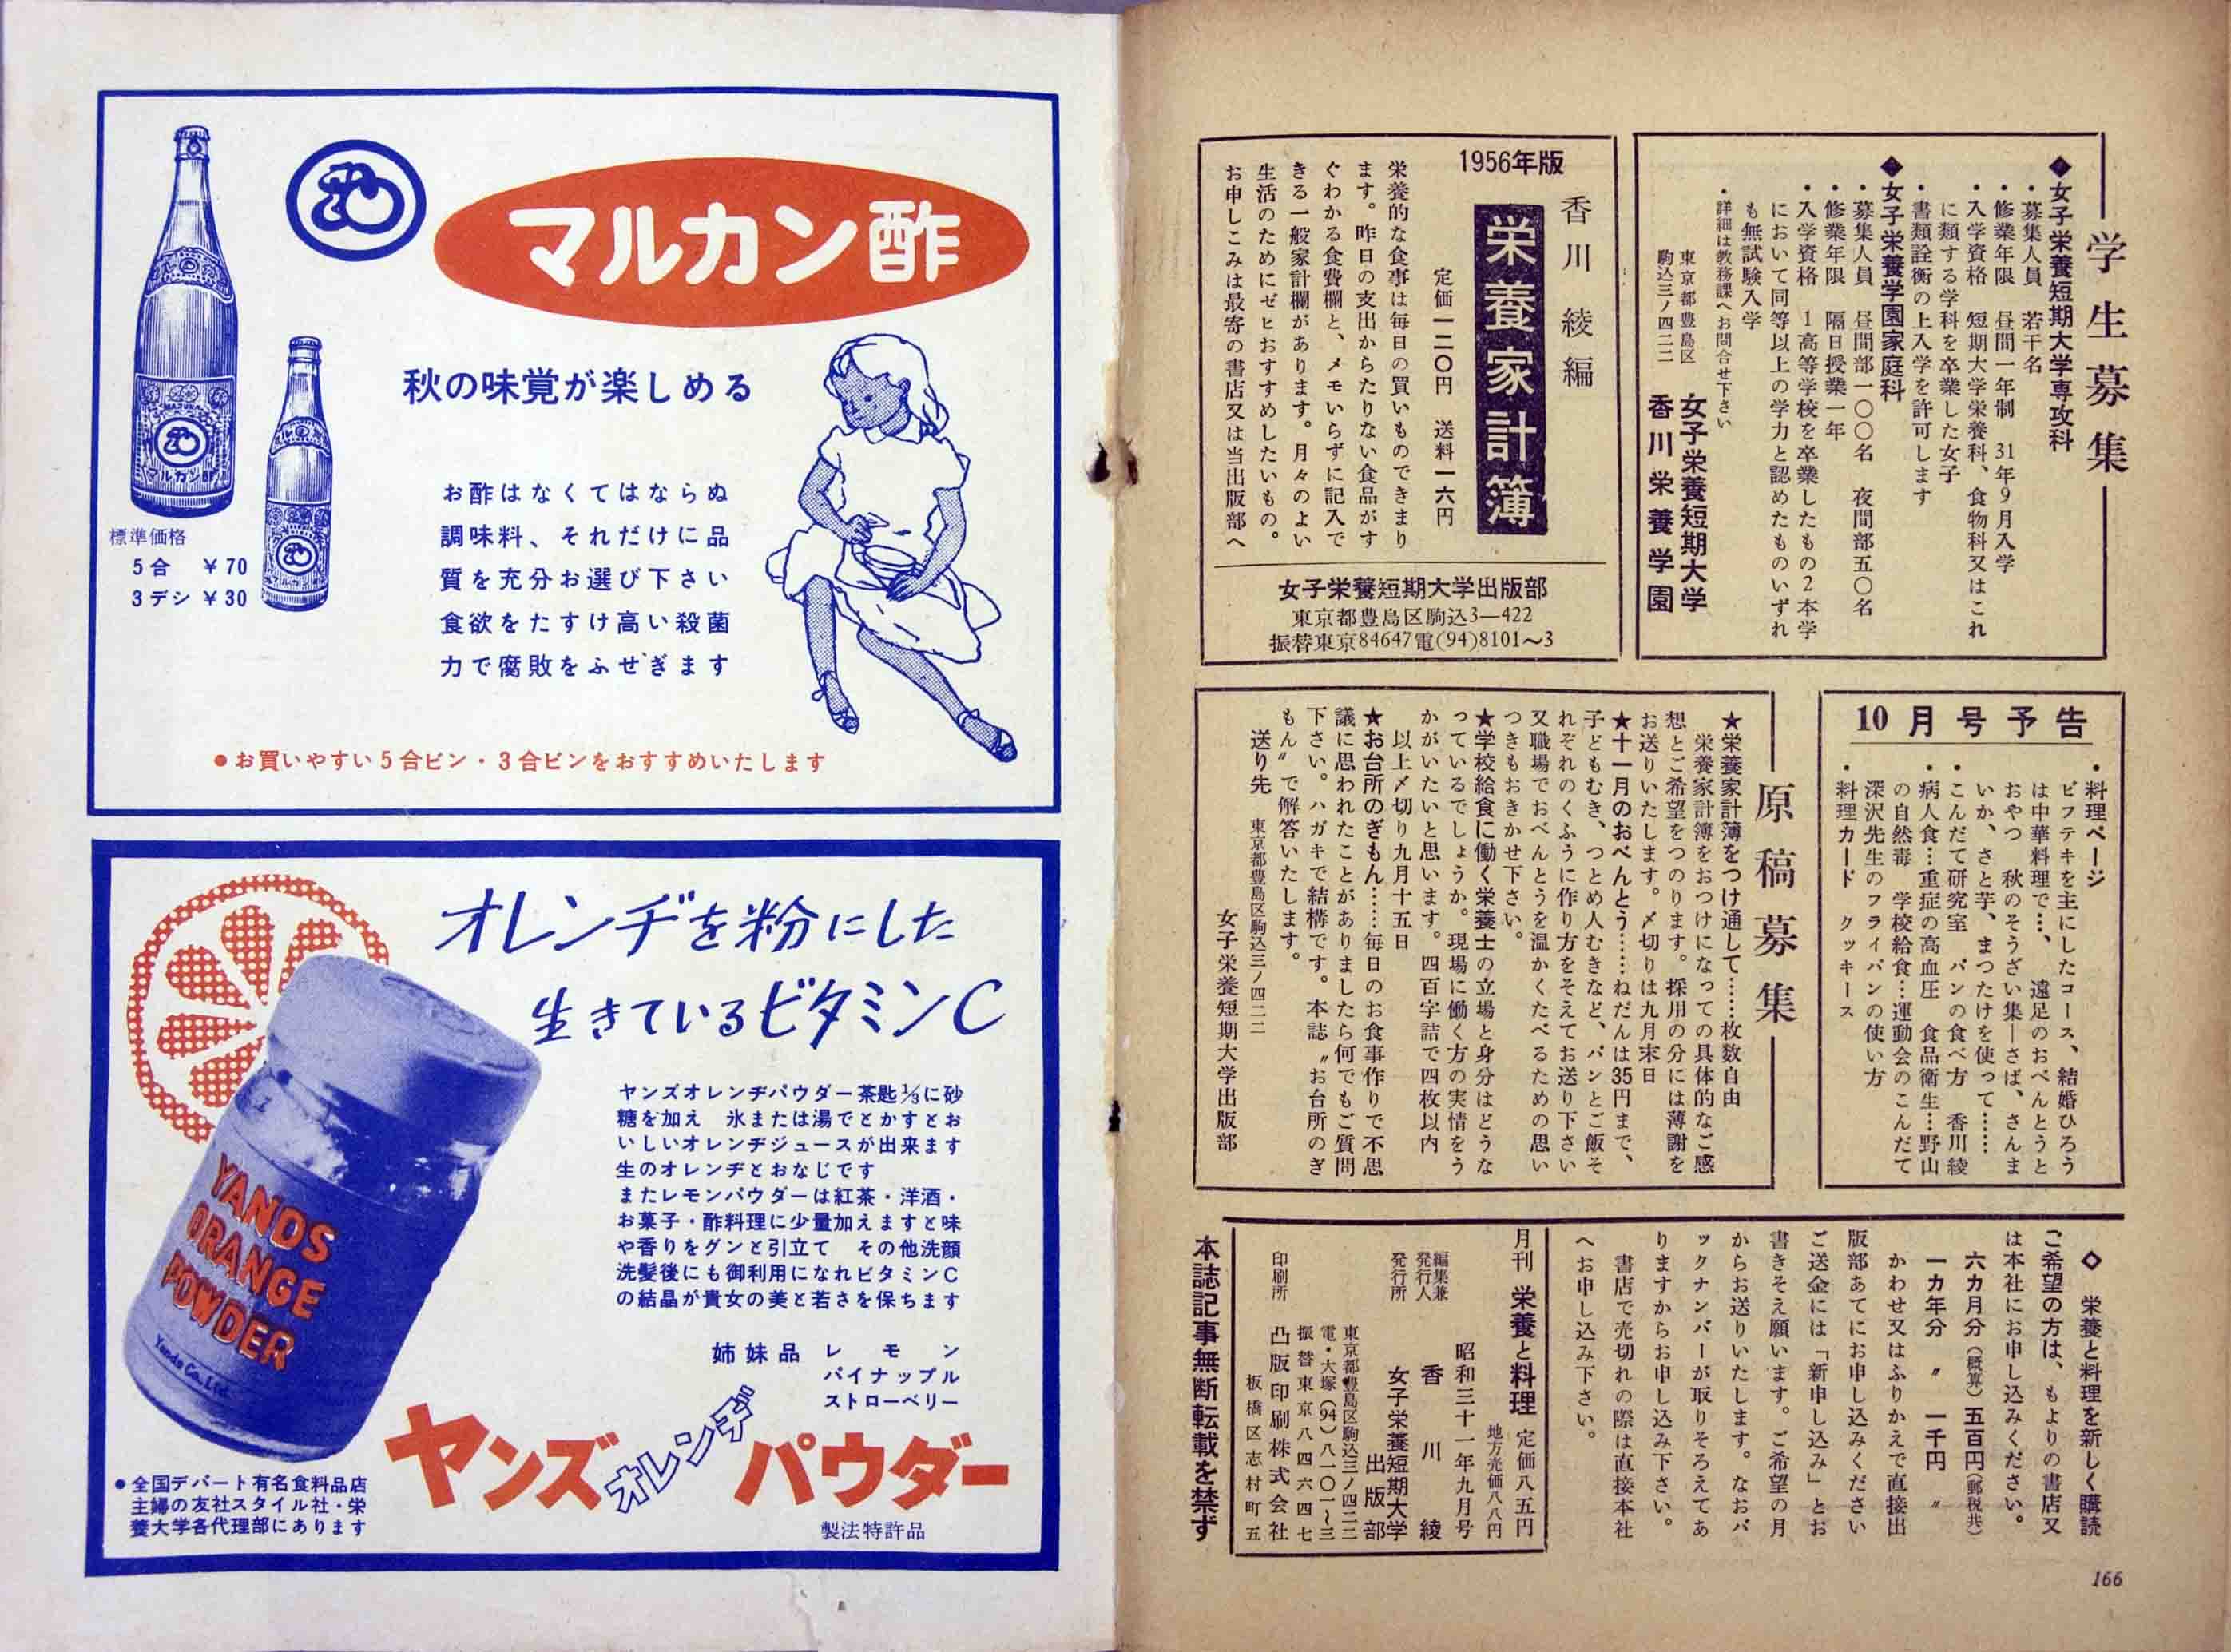 学生募集
◆女子栄養短期大学専攻科
・募集人員　若干名
・修業年限　昼間一年制　31年9月入学
・入学資格　短期大学栄養科、食物科又はこれ
に類する学科を卒業した女子
・書類詮衡の上入学を許可します
◆女子栄養学園家庭科
・募集人員　昼間部一〇〇名　夜間部五〇名
・修業年限　隔日授業一年
・入学資格　1高等学校を卒業したもの2本学
において同等以上の学力と認めたものいずれ
も無試験入学
・詳細は教務課へお問合せ下さい
東京都豊島区
駒込三ノ四二二
女子栄養短期大学
香川栄養学園
1956年版
香川　綾編
栄養家計簿
定価一二〇円　送料一六円
栄養的な食事は毎日の買いものできまり
ます。昨日の支出からたりない食品がす
ぐわかる食費欄と、メモいらずに記入で
きる一般家計欄があります。月々のよい
生活のためにゼヒおすすめしたいもの。
お申しこみは最寄の書店又は当出版部へ
女子栄養短期大学出版部
東京都豊島区駒込3—422
振替東京84647電(94)8101〜3
10月号予告
・料理ページ
ビフテキを主にしたコース、結婚ひろう
は中華料理で…、　遠足のおべんとうと
おやつ　秋のそうざい集—さば、さんま
いか、さと芋、まつたけを使って……
・こんだて研究室　パンの食べ方　香川綾
・病人食…重症の高血圧　食品衛生…野山
の自然毒　学校給食…運動会のこんだて
深沢先生のフライパンの使い方
・料理カード　クッキース
原稿募集
★栄養家計簿をつけ通して……枚数自由
栄養家計簿をおつけになっての具体的なご感
想とご希望をつのります。採用の分には薄謝を
お送りいたします。〆切りは九月末日
★十一月のおべんとう……ねだんは35円まで、
子どもむき、つとめ人むきなど、パンとご飯そ
れぞれのくふうに作り方をそえてお送り下さい
又職場でおべんとうを温かくたべるための思い
つきもおきかせ下さい。
★学校給食に働く栄養士の立場と身分はどうな
っているでしょうか。現場に働く方の実情をう
かがいたいと思います。四百字詰で四枚以内
以上〆切り九月十五日
★お台所のぎもん……毎日のお食事作りで不思
議に思われたことがありましたら何でもご質問
下さい。ハガキで結構です。本誌〝お台所のぎ
もん〟で解答いたします。
送り先　東京都豊島区駒込三ノ四二二
女子栄養短期大学出版部
◇　栄養と料理を新しく購読
ご希望の方は、もよりの書店又
は本社にお申し込みください。
六カ月分（概算）五百円（郵税共）
一カ年分　〃　一千円　〃
かわせ又はふりかえで直接出
版部あてにお申し込みください
ご送金には「新申し込み」とお
書きそえ願います。ご希望の月
からお送りいたします。なおバ
ックナンバーが取りそろえてあ
りますからお申し込み下さい。
書店で売切れの際は直接本社
へお申し込み下さい。
月刊　栄養と料理　定価八五円
地方売価八八円
昭和三十一年九月号
編集兼
発行人　香川　綾
発行所　女子栄養短期大学
出版部
東京都豊島区駒込三ノ四二二
電・大塚（94）八一〇一〜三
振替東京八四六四七
印刷所　凸版印刷株式会社
板橋区志村町五
本誌記事無断転載を禁ず
166
マルカン酢
秋の味覚が楽しめる
お酢はなくてはならぬ
調味料、それだけに品
質を充分お選び下さい
食欲をたすけ高い殺菌
力で腐敗をふせぎます
マルカン酢
標準価格
5合　￥70
3デシ￥30
●お買いやすい5合ビン・3合ビンをおすすめいたします
オレンヂを粉にした
生きているビタミンC
ヤンズオレンヂパウダー茶匙⅓に砂
糖を加え　氷または湯でとかすとお
いしいオレンヂジュースが出来ます
生のオレンヂとおなじです
またレモンパウダーは紅茶・洋酒・
お菓子・酢料理に少量加えますと味
や香りをグンと引立て　その他洗顔
洗髪後にも御利用になれビタミンC
の結晶が貴女の美と若さを保ちます
姉妹品　レモン
パイナップル
ストローベリー
YANDS
ORANGE
POWDER
Yands Co. Ltd.
ヤンズオレンヂパウダー
製法特許品
●全国デパート有名食料品店
主婦の友社スタイル社・栄
養大学各代理部にあります